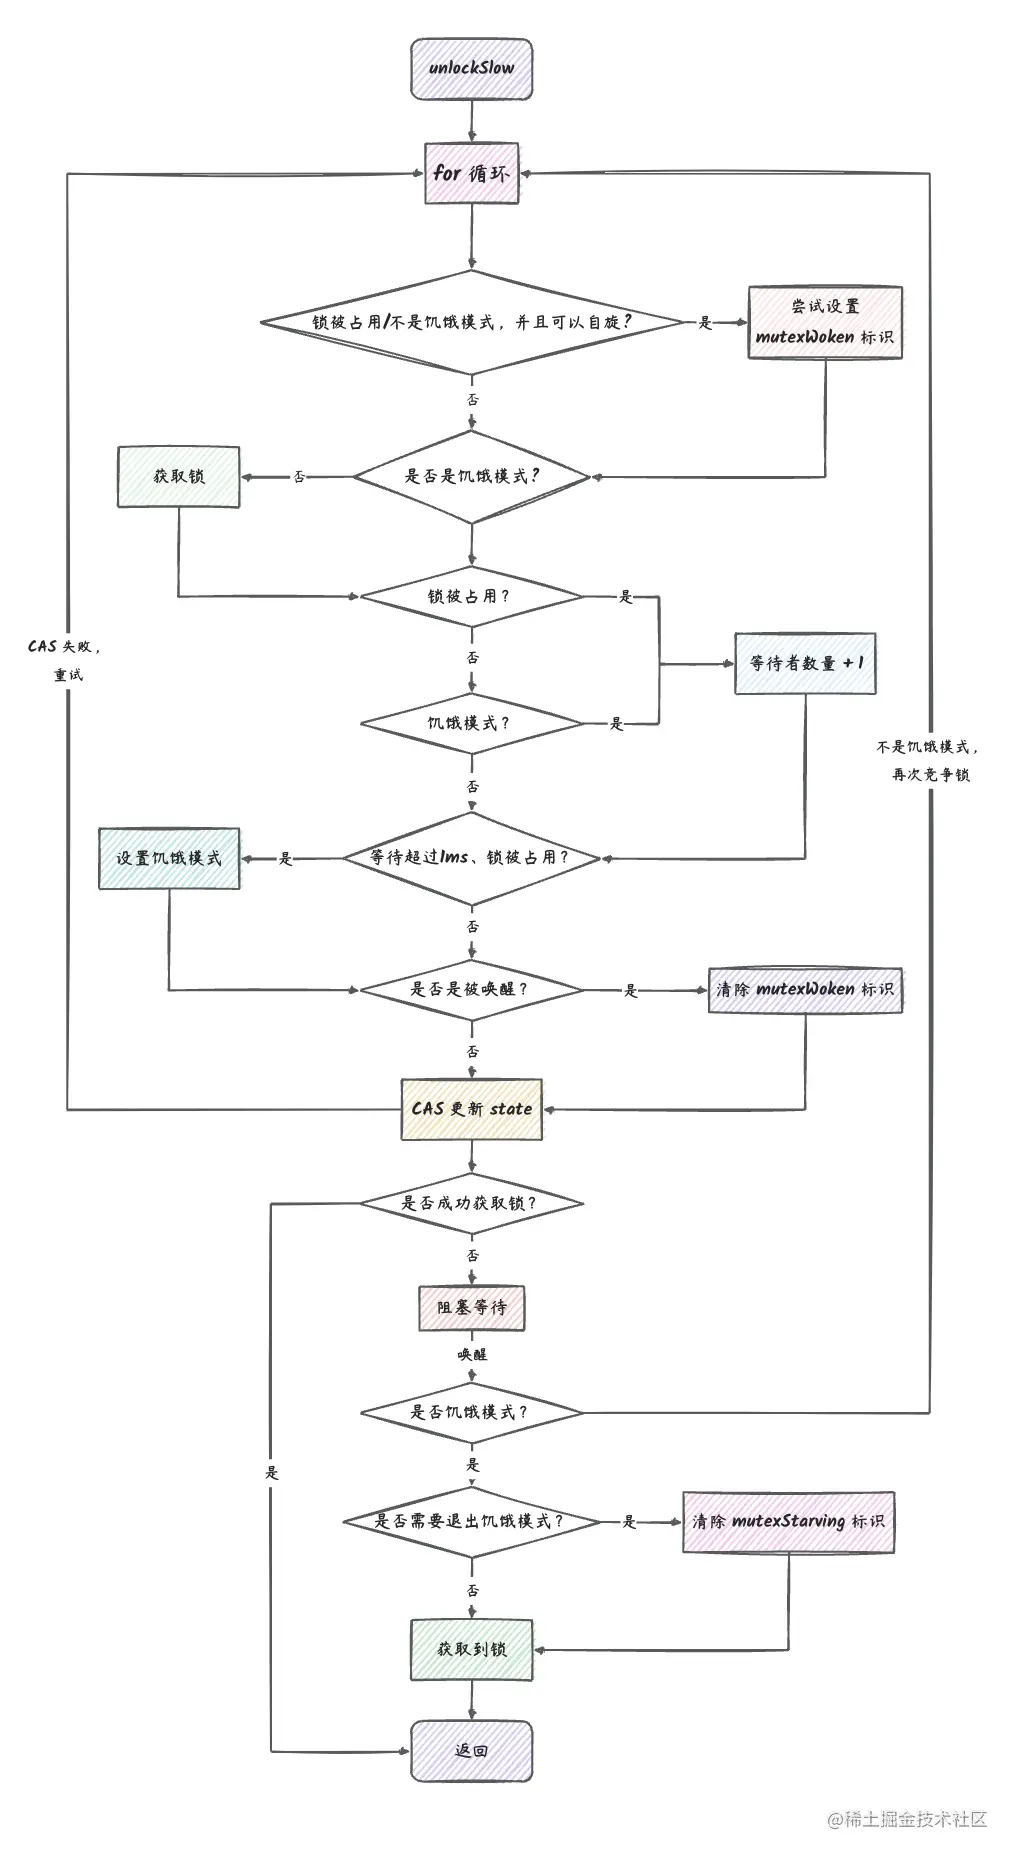 unlockSlow
for 循环
锁被占用/不是饥饿模式，并且可以自旋？
是
尝试设置
mutexWoken 标识
否
获取锁
否
是否是饥饿模式？
锁被占用？
是
CAS 失败，
重试
否
等待者数量 +1
饥饿模式？
是
不是饥饿模式，
再次竞争锁
否
设置饥饿模式
是
等待超过1ms、锁被占用？
否
是否是被唤醒？
是
清除 mutexWoken 标识
否
CAS 更新 state
是否成功获取锁？
否
阻塞等待
唤醒
是否饥饿模式？
是
是
是否需要退出饥饿模式？
是
清除 mutexStarving 标识
否
获取到锁
返回
@稀土掘金技术社区